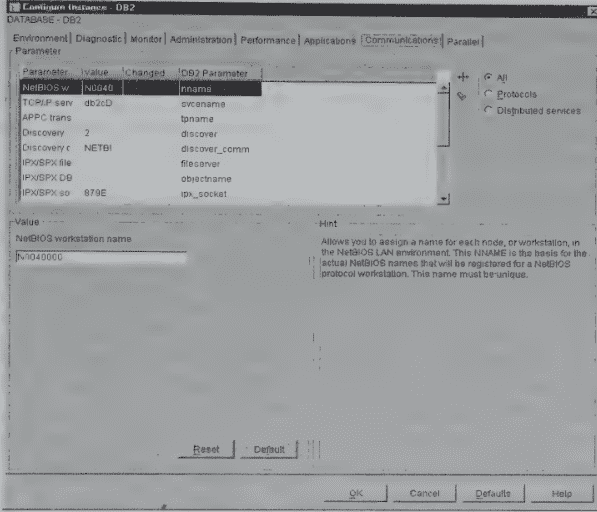 Configure Instance - DB2
DATABASE - DB2
Environment Diagnostic Monitor Administration Performance Applications Communications Parallel
Parameter
Parameter Value Changed DB2 Parameter
NetBIOS w N0040 nname
TCP/IP serv db2cD svcename
APPC trans tpname
Discovery 2 discover
Discovery c NETBI discover_comm
IPX/SPX file fileserver
IPX/SPX DB objectname
IPX/SPX so 879E ipx_socket
All
Protocols
Distributed services
Value
NetBIOS workstation name
N0040000
Hint
Allows you to assign a name for each node, or workstation, in
the NetBIOS LAN environment. This NNAME is the basis for the
actual NetBIOS names that will be registered for a NetBIOS
protocol workstation. This name must be unique.
Reset Default
OK Cancel Defaults Help